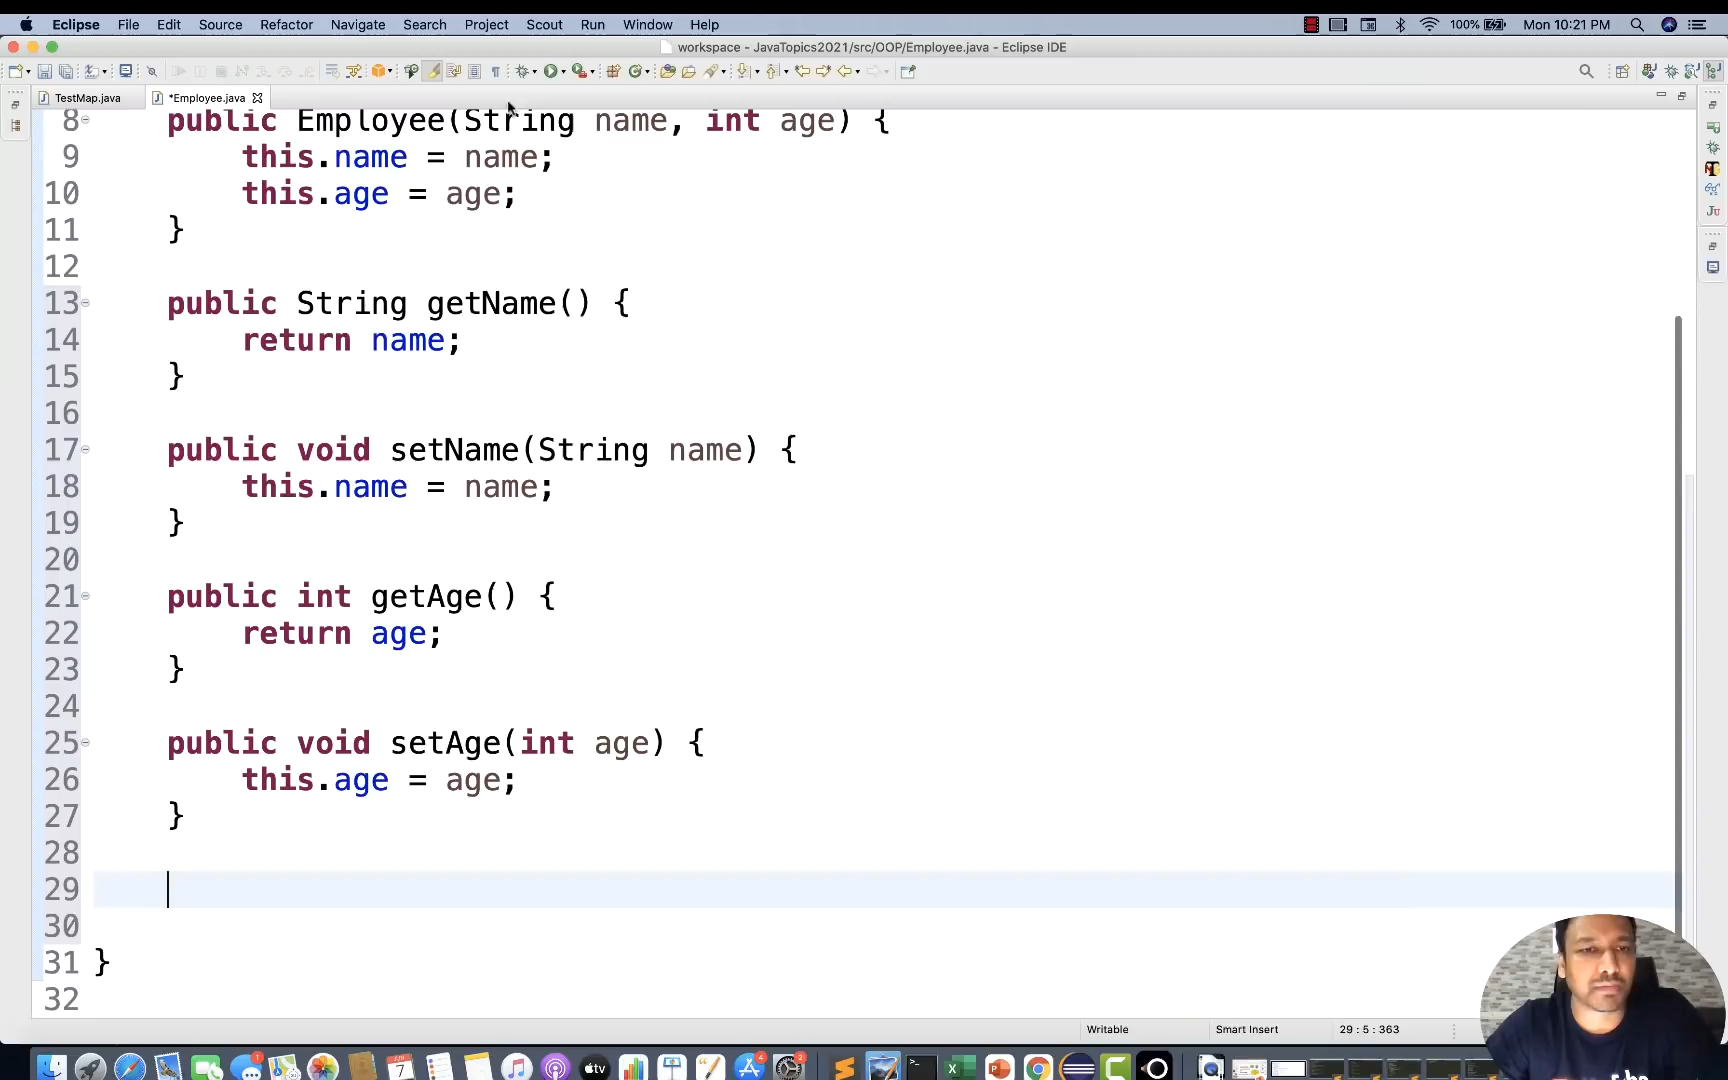 Eclipse File Edit Source Refactor Navigate Search Scout Project Run Window Help 100% Mon 10:21 PM
workspace - JavaTopics2021/src/OOP/Employee.java - Eclipse IDE
TestMap.java *Employee.java
8 public Employee(String name, int age) {
9 this.name = name;
10 this.age = age;
11 }
12
13 public String getName() {
14 return name;
15 }
16
17 public void setName(String name) {
18 this.name = name;
19 }
20
21 public int getAge() {
22 return age;
23 }
24
25 public void setAge(int age) {
26 this.age = age;
27 }
28
29
30
31 }
32
Writable Smart Insert 29 : 5 : 363